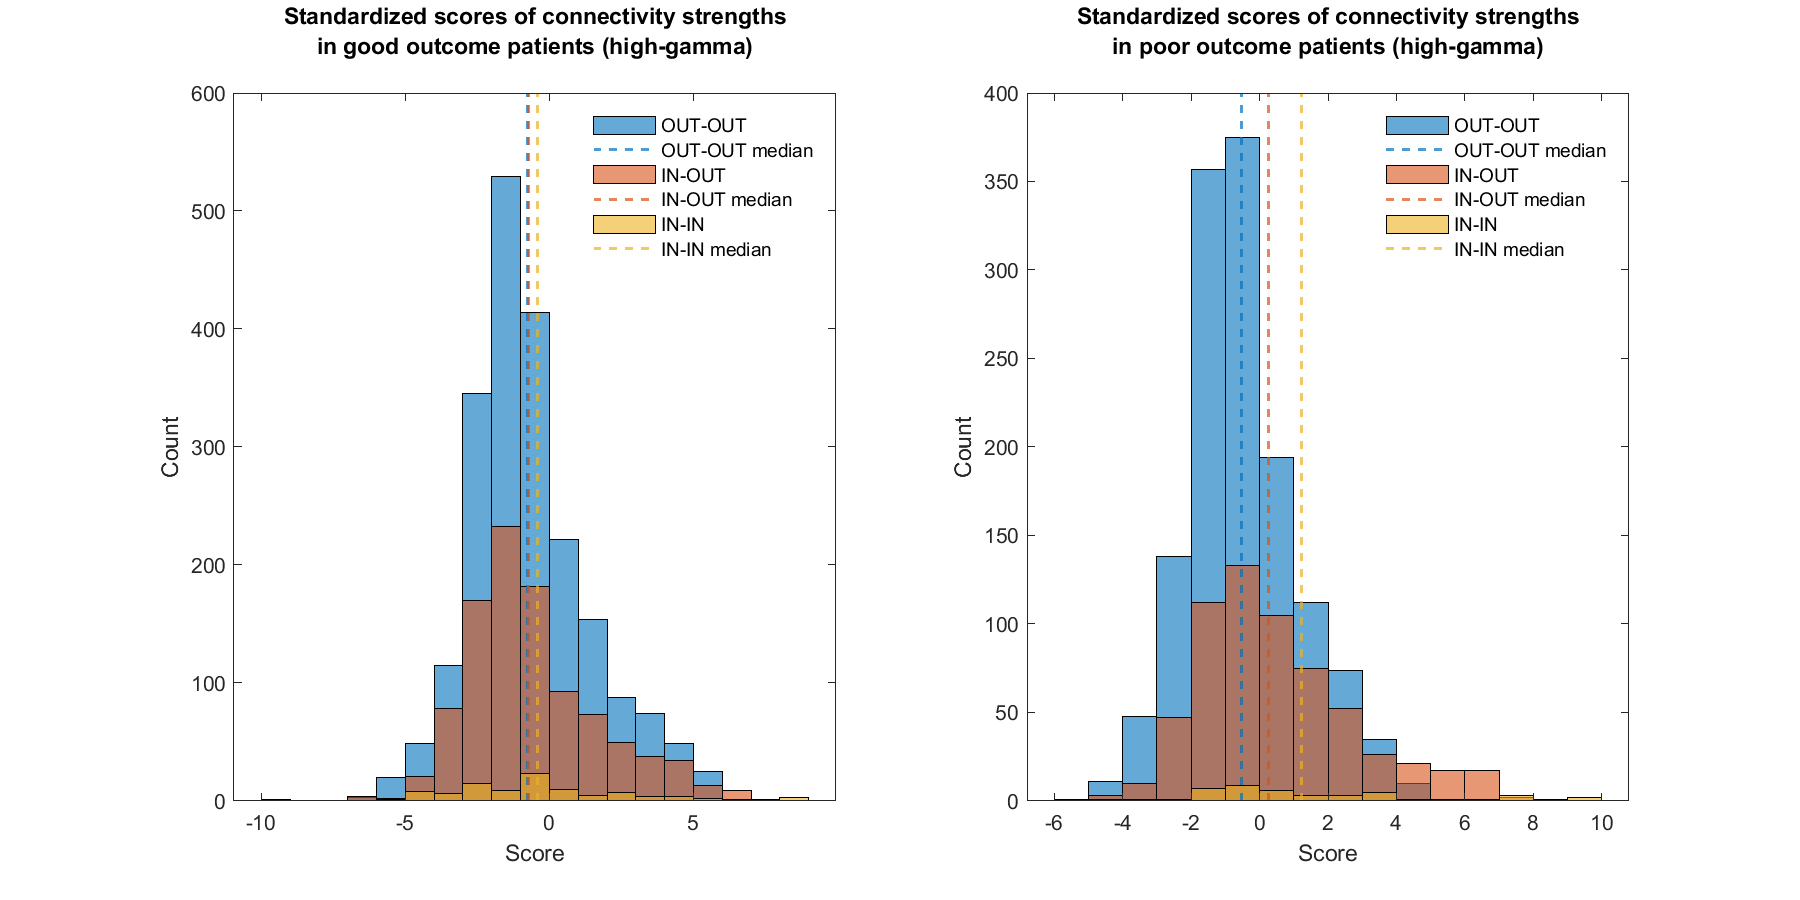 Standardized scores of connectivity strengths
in good outcome patients (high-gamma)
600
500
400
300
200
100
0
-10
-5
0
5
Count
Score
OUT-OUT
OUT-OUT median
IN-OUT
IN-OUT median
IN-IN
IN-IN median
Standardized scores of connectivity strengths
in poor outcome patients (high-gamma)
400
350
300
250
200
150
100
50
0
-6
-4
-2
0
2
4
6
8
10
Count
Score
OUT-OUT
OUT-OUT median
IN-OUT
IN-OUT median
IN-IN
IN-IN median